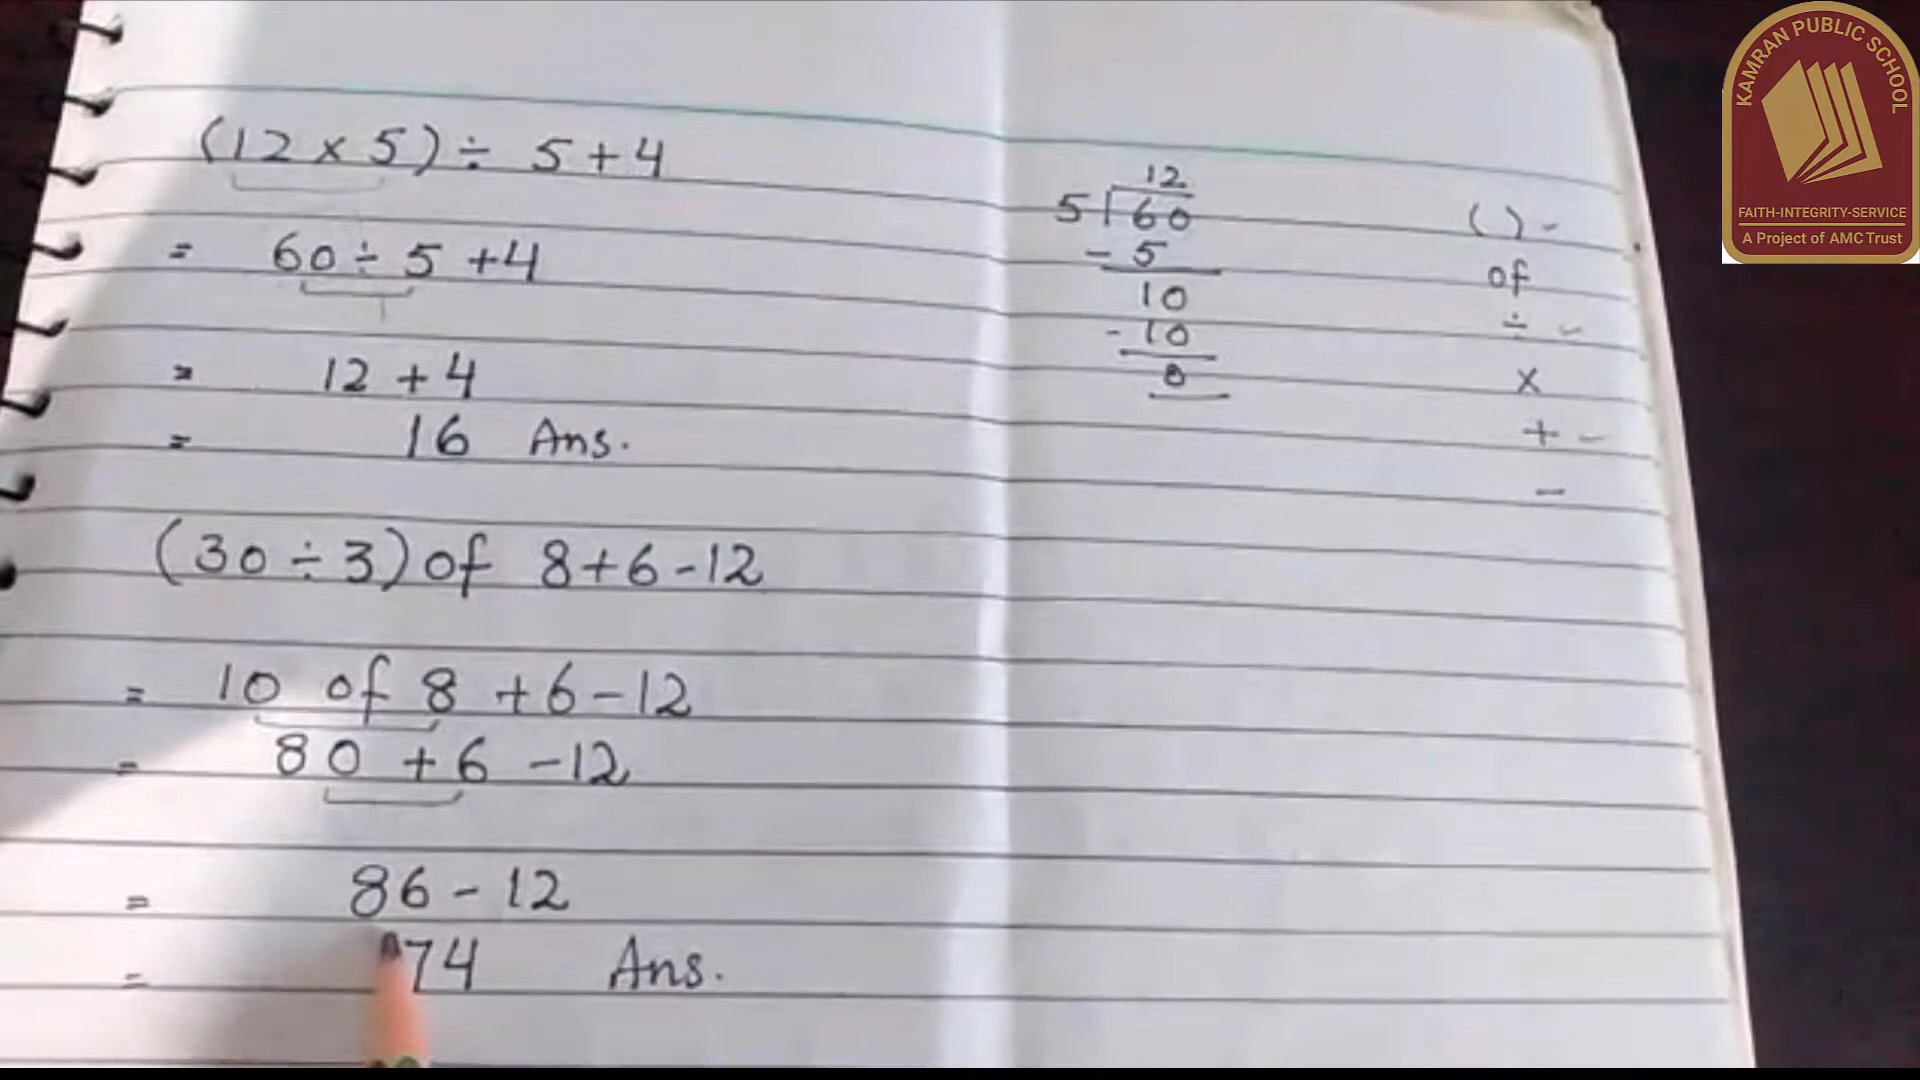 (12 × 5) ÷ 5 + 4
= 60 ÷ 5 + 4
= 12 + 4
= 16 Ans.
(30 ÷ 3) of 8 + 6 - 12
= 10 of 8 + 6 - 12
= 80 + 6 - 12
= 86 - 12
= 74 Ans.
12
5 60
- 5
10
- 10
0
( ) -
of
÷ -
×
+ -
-
KAMRAN PUBLIC SCHOOL
FAITH-INTEGRITY-SERVICE
A Project of AMC Trust